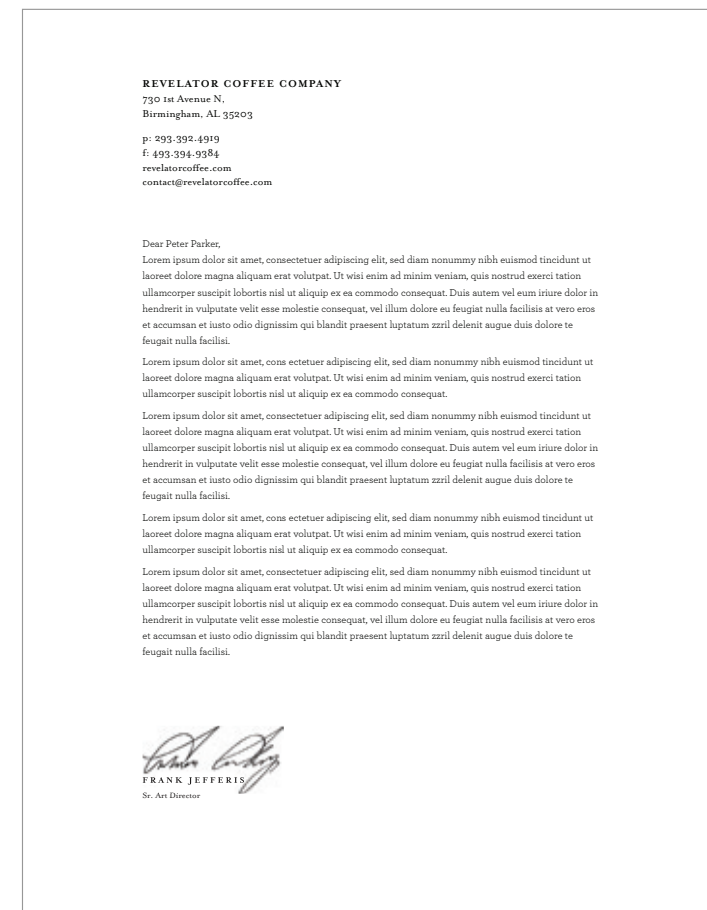 REVELATOR COFFEE COMPANY
730 1st Avenue N,
Birmingham, AL 35203
p: 293.392.4919
f: 493.394.9384
revelatorcoffee.com
contact@revelatorcoffee.com
Dear Peter Parker,
Lorem ipsum dolor sit amet, consectetuer adipiscing elit, sed diam nonummy nibh euismod tincidunt ut
laoreet dolore magna aliquam erat volutpat. Ut wisi enim ad minim veniam, quis nostrud exerci tation
ullamcorper suscipit lobortis nisl ut aliquip ex ea commodo consequat. Duis autem vel eum iriure dolor in
hendrerit in vulputate velit esse molestie consequat, vel illum dolore eu feugiat nulla facilisis at vero eros
et accumsan et iusto odio dignissim qui blandit praesent luptatum zzril delenit augue duis dolore te
feugait nulla facilisi.
Lorem ipsum dolor sit amet, cons ectetuer adipiscing elit, sed diam nonummy nibh euismod tincidunt ut
laoreet dolore magna aliquam erat volutpat. Ut wisi enim ad minim veniam, quis nostrud exerci tation
ullamcorper suscipit lobortis nisl ut aliquip ex ea commodo consequat.
Lorem ipsum dolor sit amet, consectetuer adipiscing elit, sed diam nonummy nibh euismod tincidunt ut
laoreet dolore magna aliquam erat volutpat. Ut wisi enim ad minim veniam, quis nostrud exerci tation
ullamcorper suscipit lobortis nisl ut aliquip ex ea commodo consequat. Duis autem vel eum iriure dolor in
hendrerit in vulputate velit esse molestie consequat, vel illum dolore eu feugiat nulla facilisis at vero eros
et accumsan et iusto odio dignissim qui blandit praesent luptatum zzril delenit augue duis dolore te
feugait nulla facilisi.
Lorem ipsum dolor sit amet, cons ectetuer adipiscing elit, sed diam nonummy nibh euismod tincidunt ut
laoreet dolore magna aliquam erat volutpat. Ut wisi enim ad minim veniam, quis nostrud exerci tation
ullamcorper suscipit lobortis nisl ut aliquip ex ea commodo consequat.
Lorem ipsum dolor sit amet, consectetuer adipiscing elit, sed diam nonummy nibh euismod tincidunt ut
laoreet dolore magna aliquam erat volutpat. Ut wisi enim ad minim veniam, quis nostrud exerci tation
ullamcorper suscipit lobortis nisl ut aliquip ex ea commodo consequat. Duis autem vel eum iriure dolor in
hendrerit in vulputate velit esse molestie consequat, vel illum dolore eu feugiat nulla facilisis at vero eros
et accumsan et iusto odio dignissim qui blandit praesent luptatum zzril delenit augue duis dolore te
feugait nulla facilisi.
FRANK JEFFERIS
Sr. Art Director